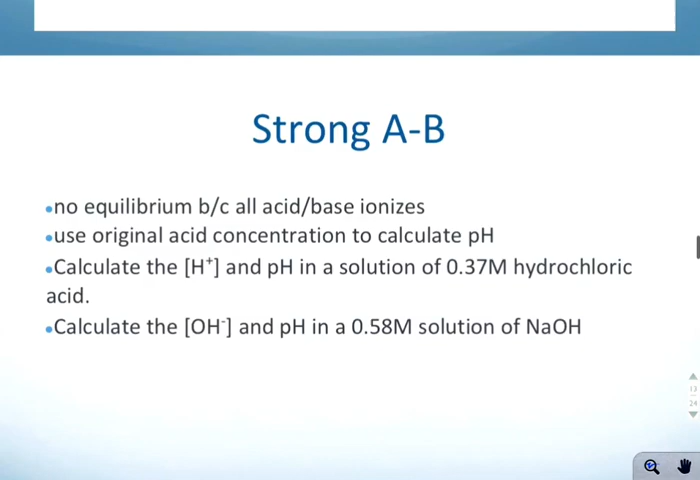 Strong A-B
•no equilibrium b/c all acid/base ionizes
•use original acid concentration to calculate pH
•Calculate the [H⁺] and pH in a solution of 0.37M hydrochloric
acid.
•Calculate the [OH⁻] and pH in a 0.58M solution of NaOH
24